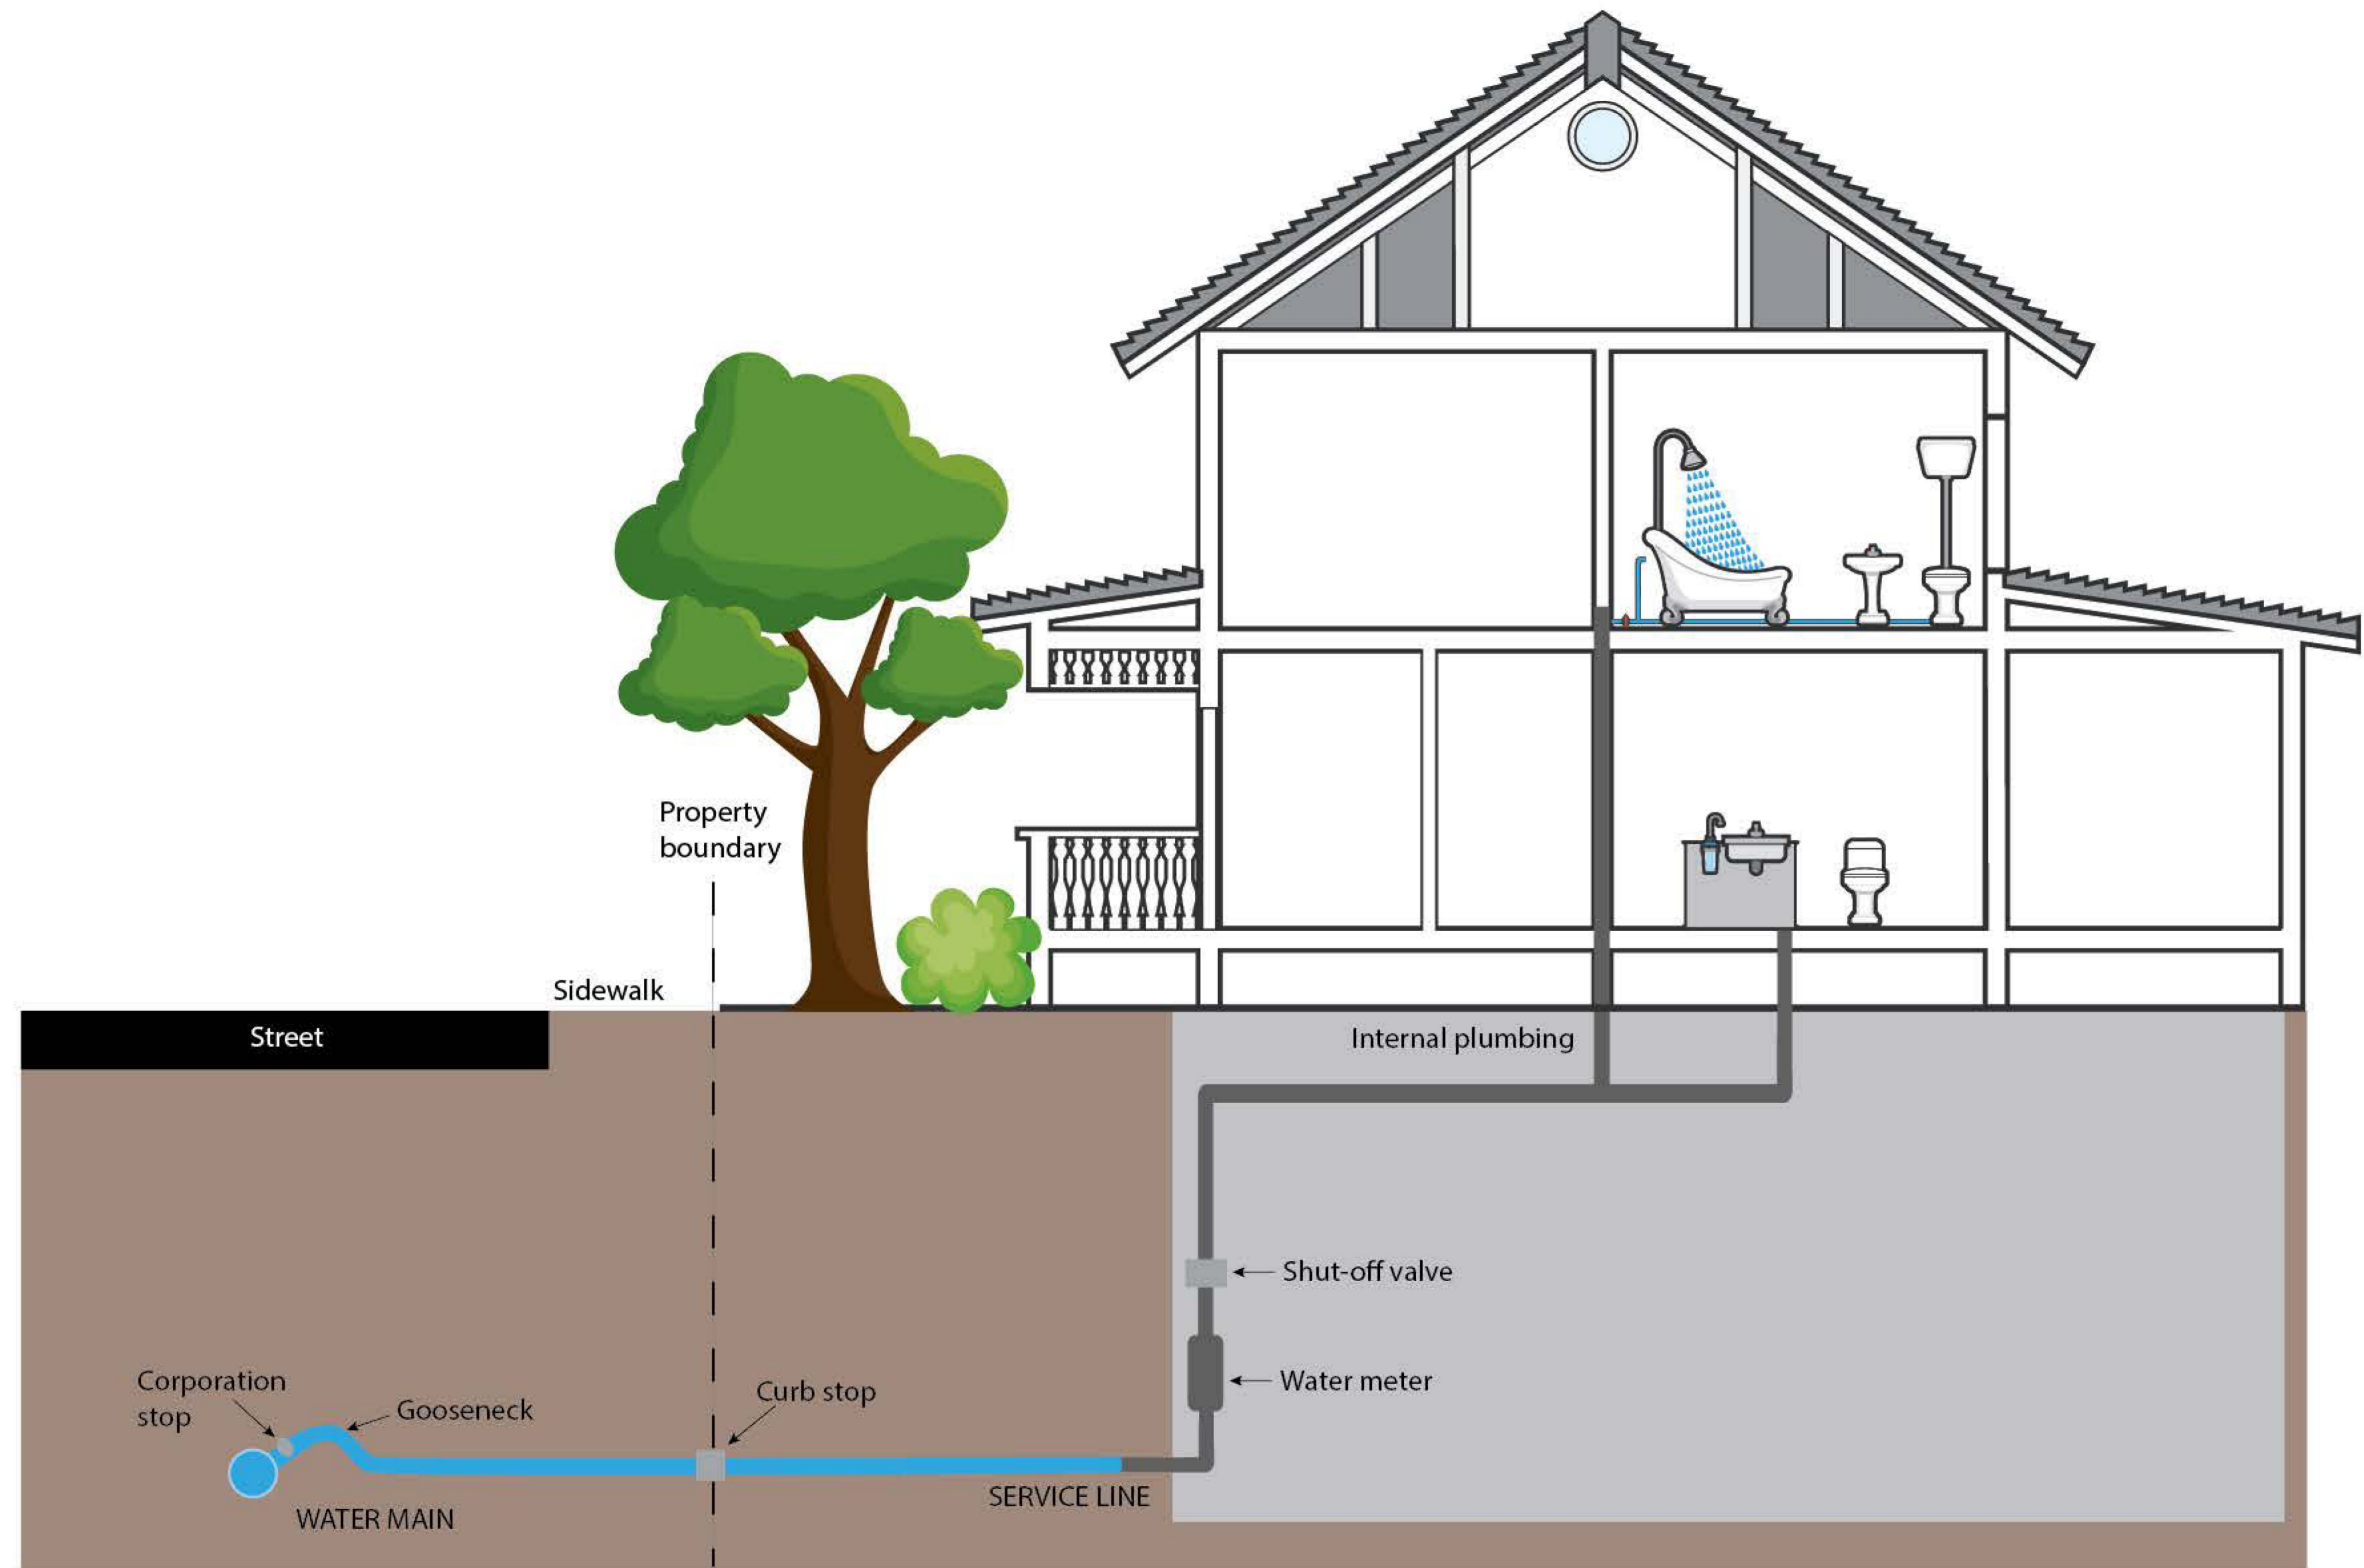 Property
boundary
Sidewalk
Street
Internal plumbing
Shut-off valve
Water meter
Corporation
stop
Gooseneck
Curb stop
SERVICE LINE
WATER MAIN